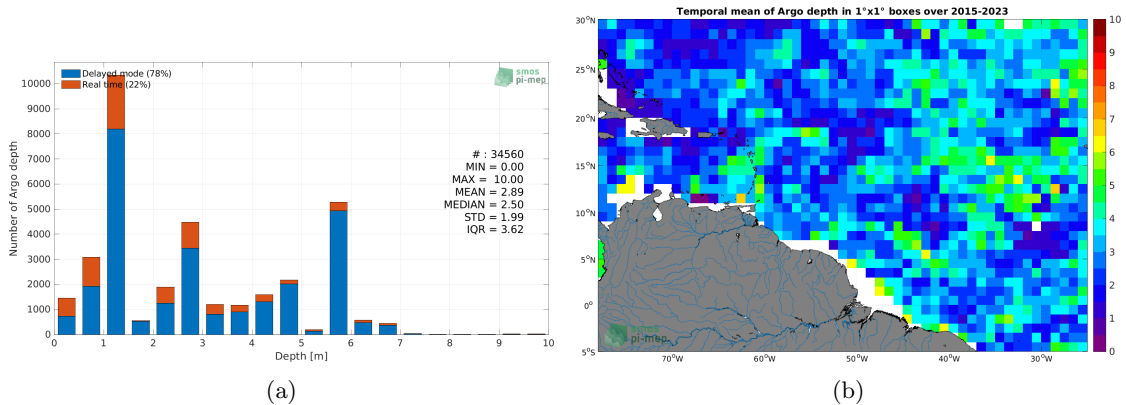 Delayed mode (78%)
Real time (22%)
smos
pi-mep
# : 34560
MIN = 0.00
MAX = 10.00
MEAN = 2.89
MEDIAN = 2.50
STD = 1.99
IQR = 3.62
Number of Argo depth
10000
9000
8000
7000
6000
5000
4000
3000
2000
1000
0
0 1 2 3 4 5 6 7 8 9 10
Depth [m]
(a)
Temporal mean of Argo depth in 1°x1° boxes over 2015-2023
30°N
25°N
20°N
15°N
10°N
5°N
0°
5°S
70°W 60°W 50°W 40°W 30°W
smos
pi-mep
10
9
8
7
6
5
4
3
2
1
0
(b)